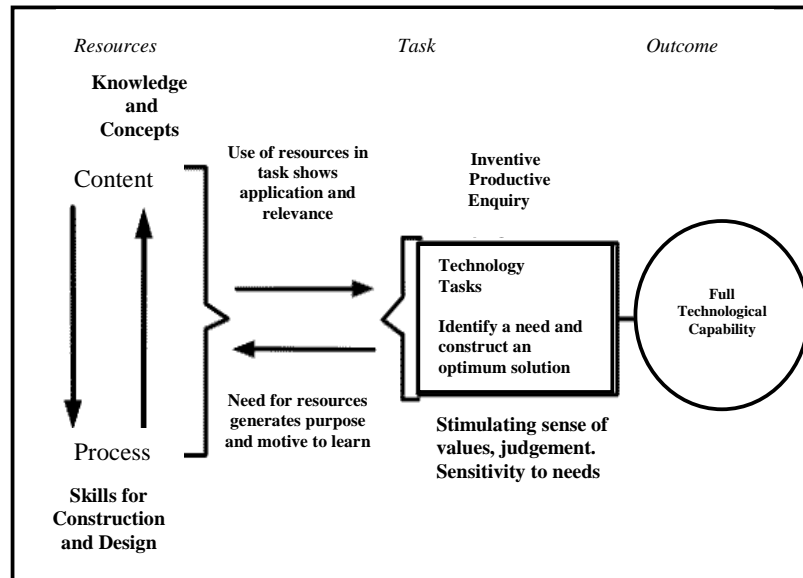 Resources
Task
Outcome
Knowledge
and
Concepts
Content
Process
Skills for
Construction
and Design
Use of resources in
task shows
application and
relevance
Need for resources
generates purpose
and motive to learn
Inventive
Productive
Enquiry
Technology
Tasks
Identify a need and
construct an
optimum solution
Stimulating sense of
values, judgement.
Sensitivity to needs
Full
Technological
Capability